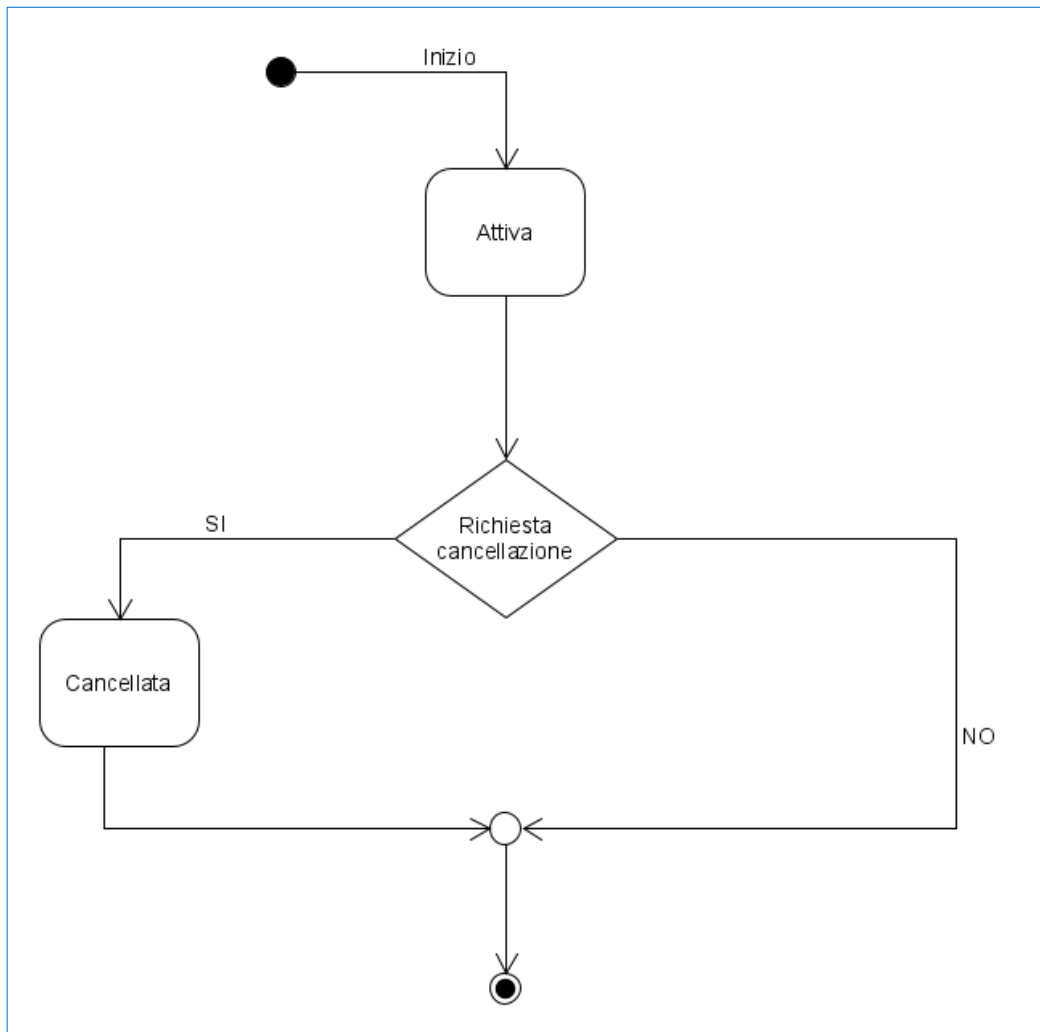 Inizio
Attiva
SI
Richiesta
cancellazione
Cancellata
NO